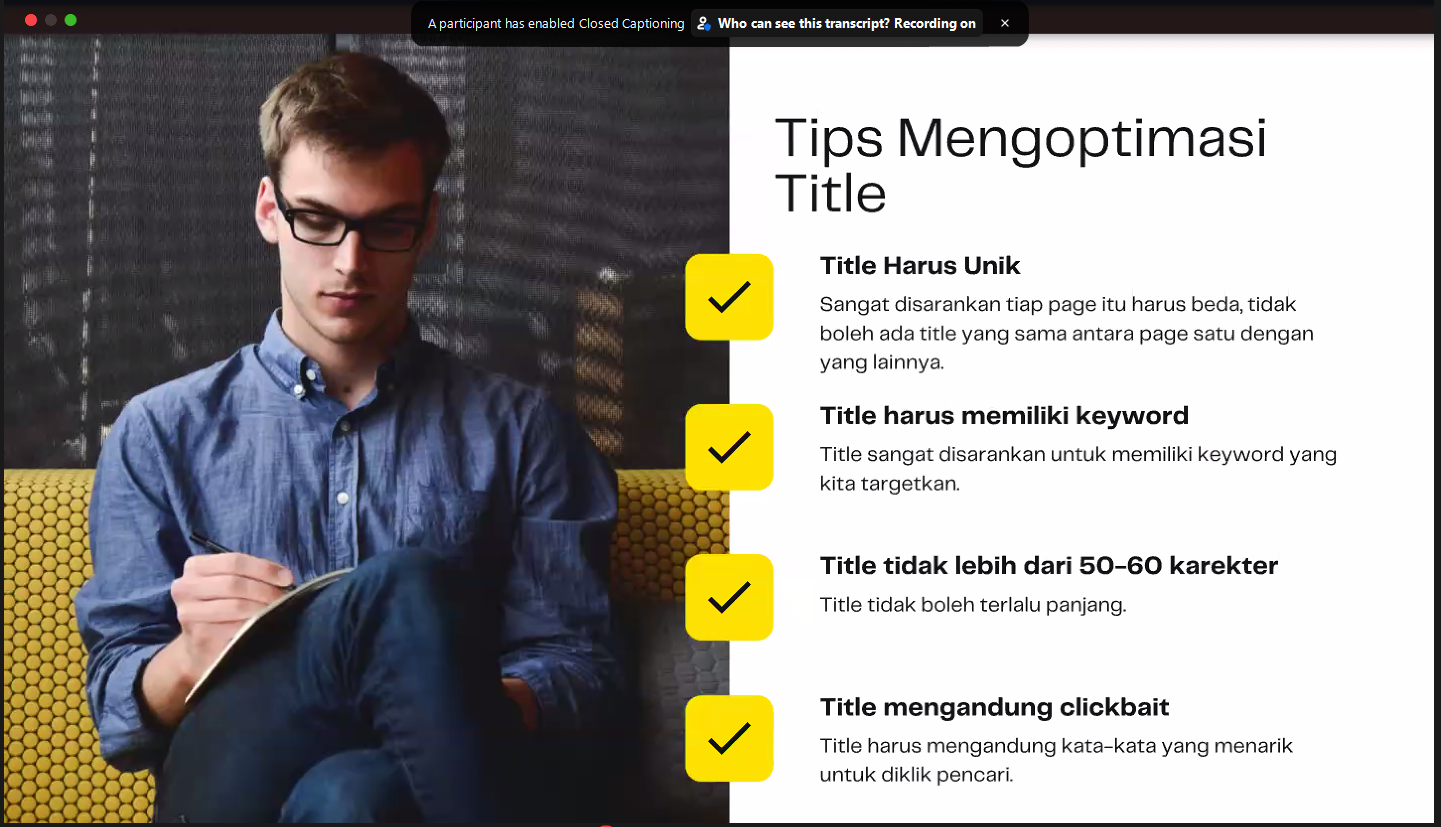 A participant has enabled Closed Captioning Who can see this transcript? Recording on
Tips Mengoptimasi
Title
Title Harus Unik
Sangat disarankan tiap page itu harus beda, tidak
boleh ada title yang sama antara page satu dengan
yang lainnya.
Title harus memiliki keyword
Title sangat disarankan untuk memiliki keyword yang
kita targetkan.
Title tidak lebih dari 50-60 karekter
Title tidak boleh terlalu panjang.
Title mengandung clickbait
Title harus mengandung kata-kata yang menarik
untuk diklik pencari.